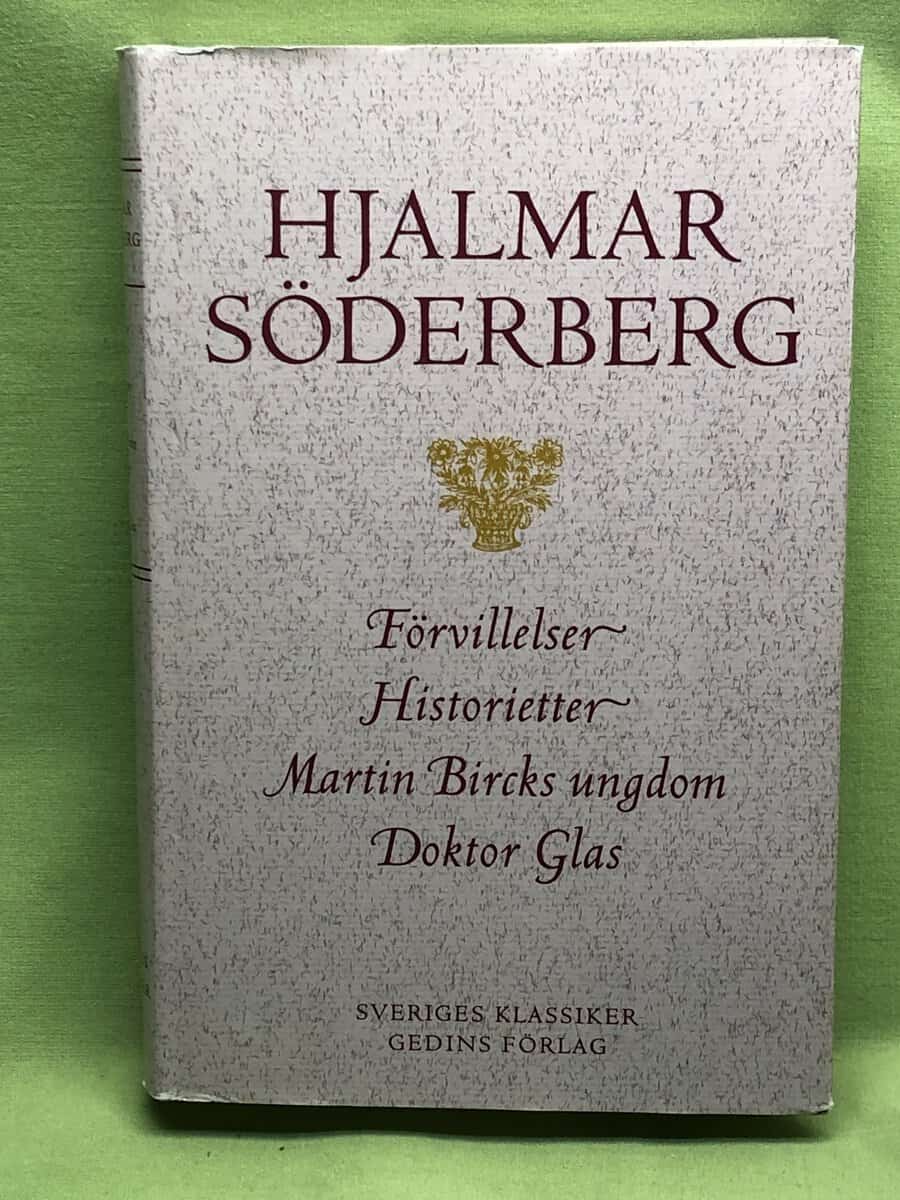 HJALMAR
SÖDERBERG
Förvillelser
Historietter
Martin Bircks ungdom
Doktor Glas
SVERIGES KLASSIKER
GEDINS FÖRLAG